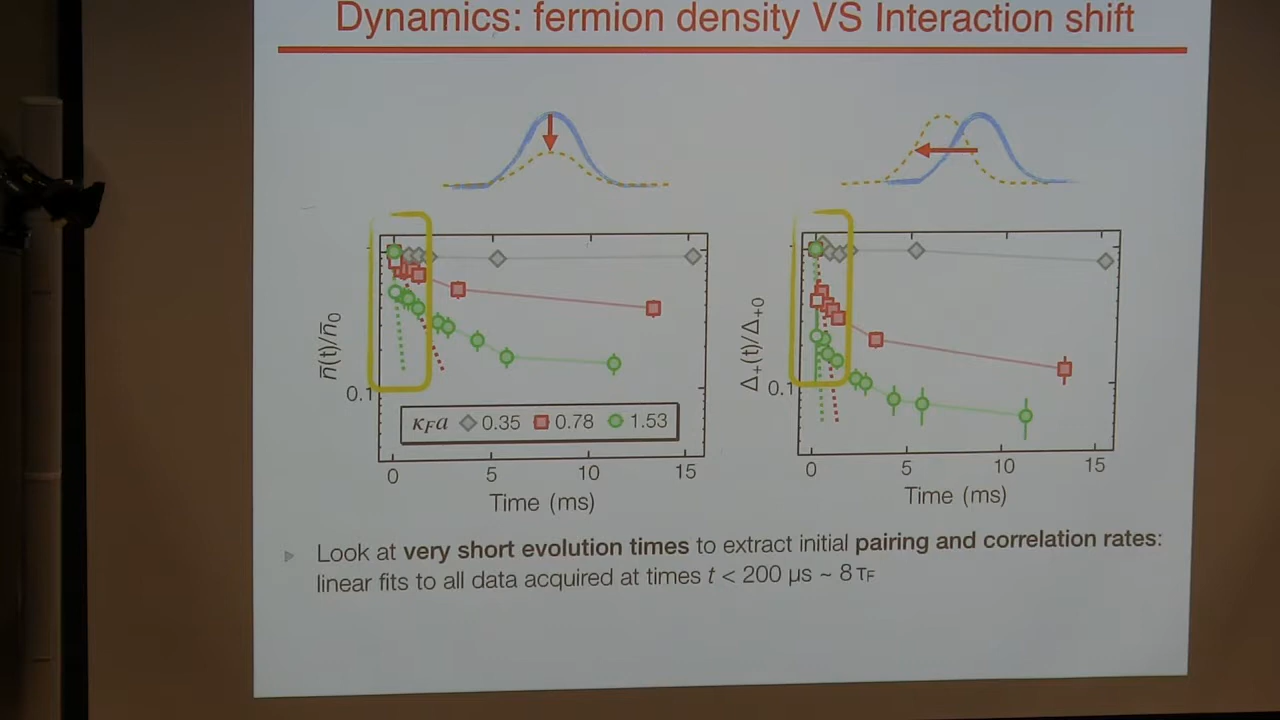 Dynamics: fermion density VS Interaction shift
n̄(t)/n̄₀
0.1
κFa 0.35 0.78 1.53
0 5 10 15
Time (ms)
Δ₊(t)/Δ₊₀
0.1
0 5 10 15
Time (ms)
Look at very short evolution times to extract initial pairing and correlation rates:
linear fits to all data acquired at times t < 200 µs ~ 8 τF